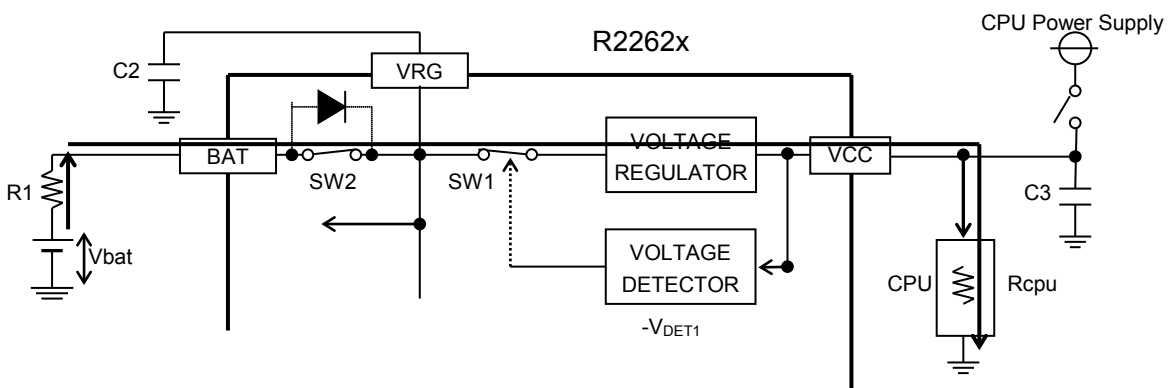 CPU Power Supply
R2262x
C2
VRG
BAT
SW2
SW1
VOLTAGE
REGULATOR
VCC
R1
Vbat
VOLTAGE
DETECTOR
-VDET1
C3
CPU
Rcpu